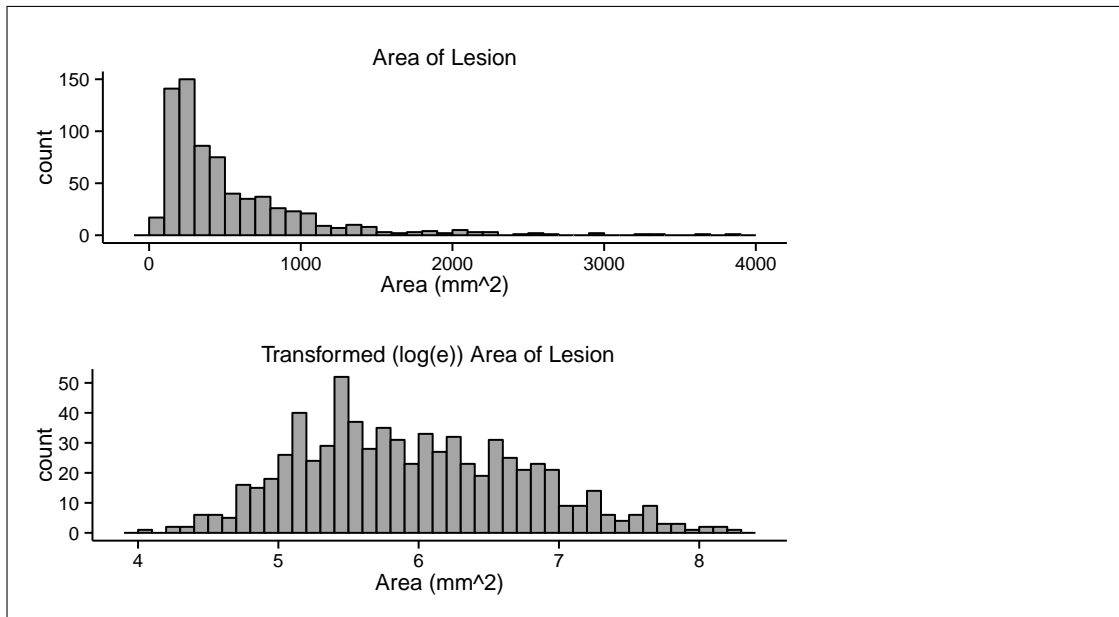 Area of Lesion
150
100
50
0
count
0 1000 2000 3000 4000
Area (mm^2)
Transformed (log(e)) Area of Lesion
50
40
30
20
10
0
count
4 5 6 7 8
Area (mm^2)